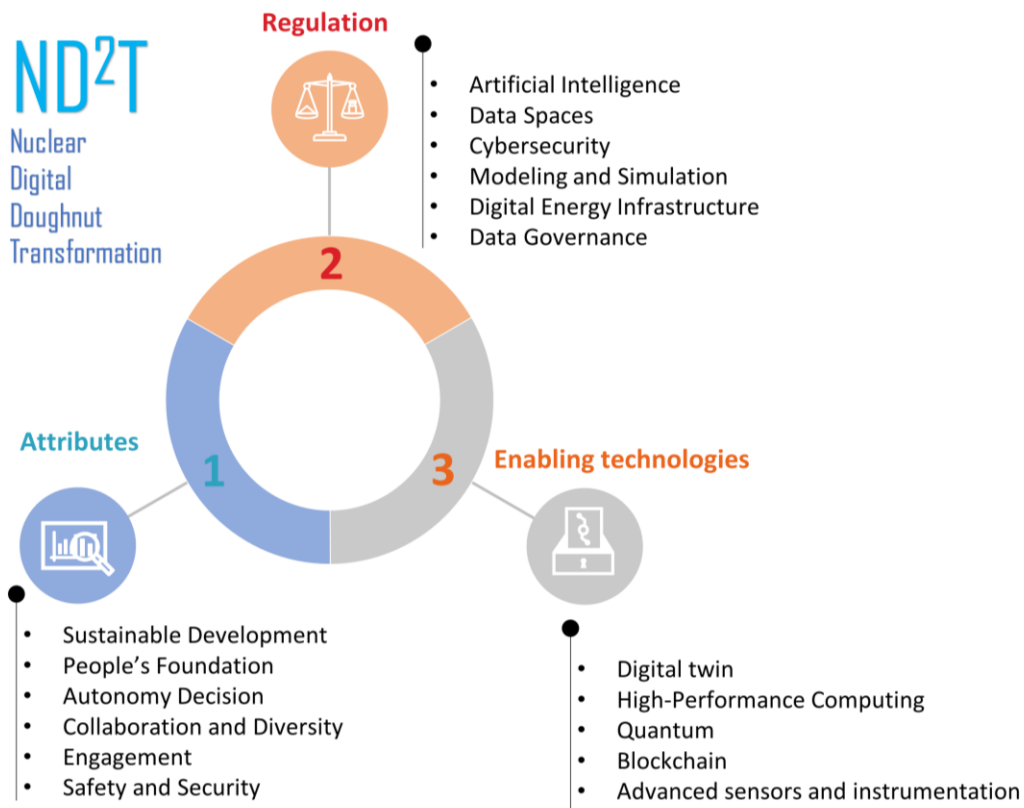 ND²T
Nuclear
Digital
Doughnut
Transformation
Regulation
• Artificial Intelligence
• Data Spaces
• Cybersecurity
• Modeling and Simulation
• Digital Energy Infrastructure
• Data Governance
2
Attributes
1
3
Enabling technologies
• Sustainable Development
• People’s Foundation
• Autonomy Decision
• Collaboration and Diversity
• Engagement
• Safety and Security
• Digital twin
• High-Performance Computing
• Quantum
• Blockchain
• Advanced sensors and instrumentation